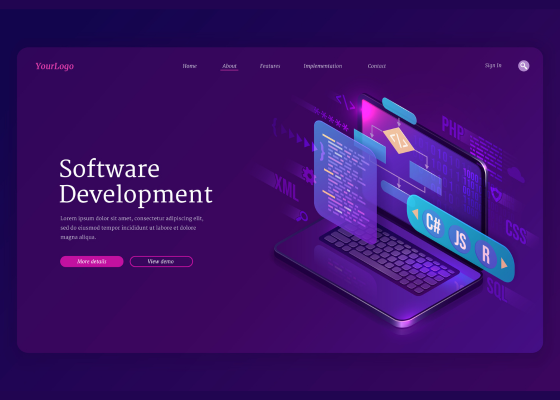 YourLogo
Home
About
Features
Implementation
Contact
Sign In
Software
Development
Lorem ipsum dolor sit amet, consectetur adipiscing elit,
sed do eiusmod tempor incididunt ut labore et dolore
magna aliqua.
More details
View demo
</>
PHP
</>
XML
C#
JS
R
CSS
SQL